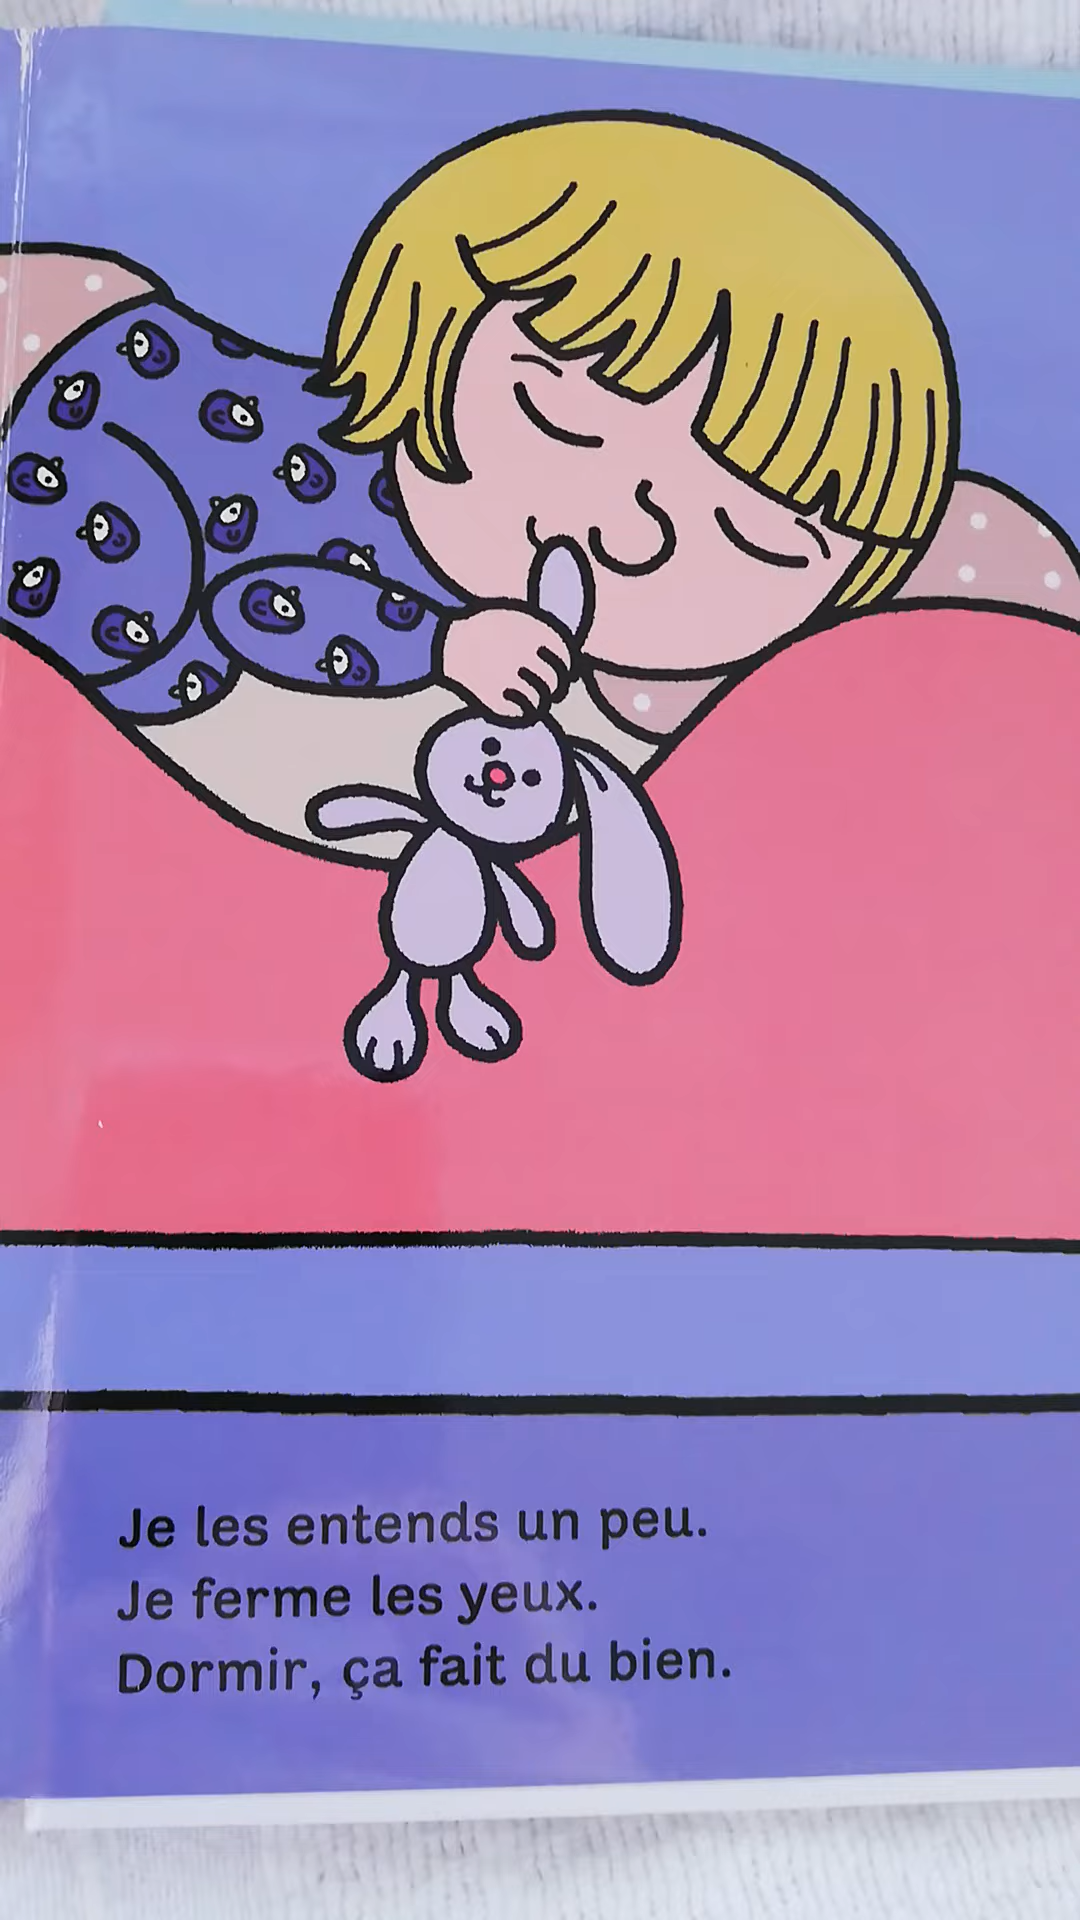 Je les entends un peu.
Je ferme les yeux.
Dormir, ça fait du bien.